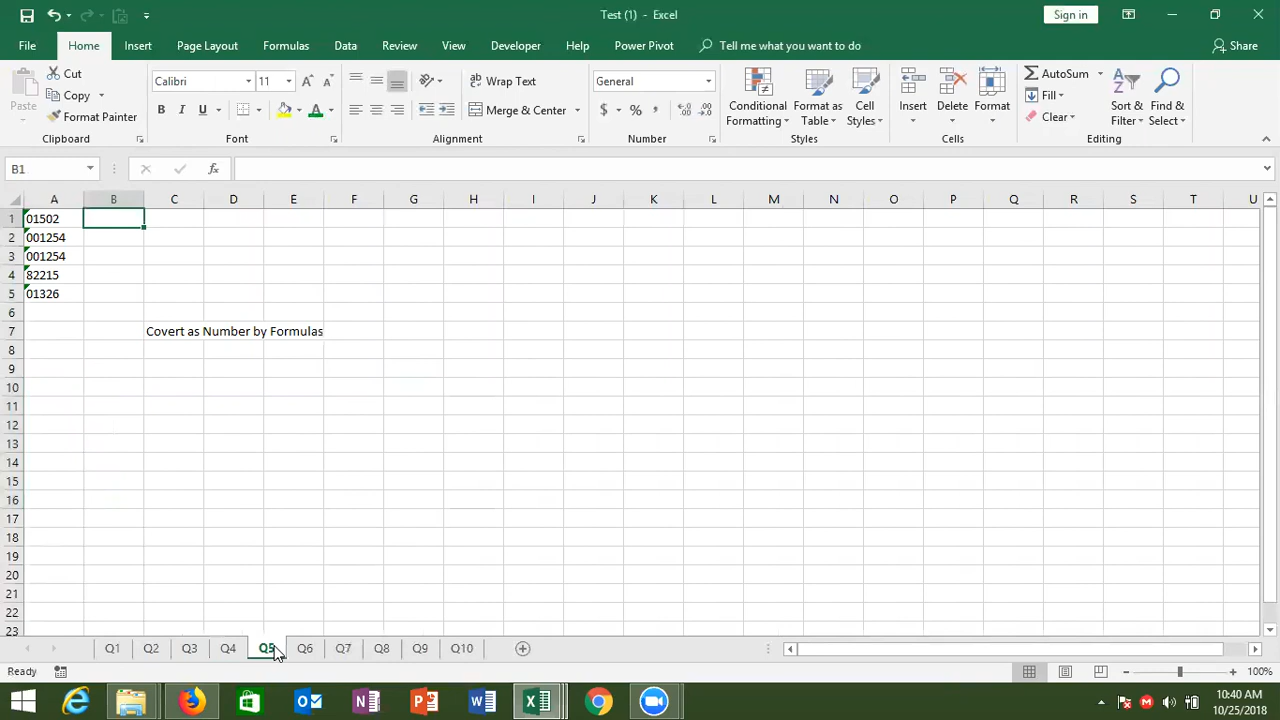 Test (1) - Excel
Sign in
File Home Insert Page Layout Formulas Data Review View Developer Help Power Pivot Tell me what you want to do Share
Paste
Cut
Copy
Format Painter
Clipboard
Calibri 11
B I U
Font
Wrap Text
Merge & Center
Alignment
General
$ % ,
Number
Conditional Formatting
Format as Table
Cell Styles
Styles
Insert Delete Format
Cells
AutoSum
Fill
Clear
Sort & Filter
Find & Select
Editing
B1
fx
A B C D E F G H I J K L M N O P Q R S T U
1 01502
2 001254
3 001254
4 82215
5 01326
6
7 Covert as Number by Formulas
8
9
10
11
12
13
14
15
16
17
18
19
20
21
22
23
Q1 Q2 Q3 Q4 Q5 Q6 Q7 Q8 Q9 Q10
Ready
100%
10:40 AM
10/25/2018